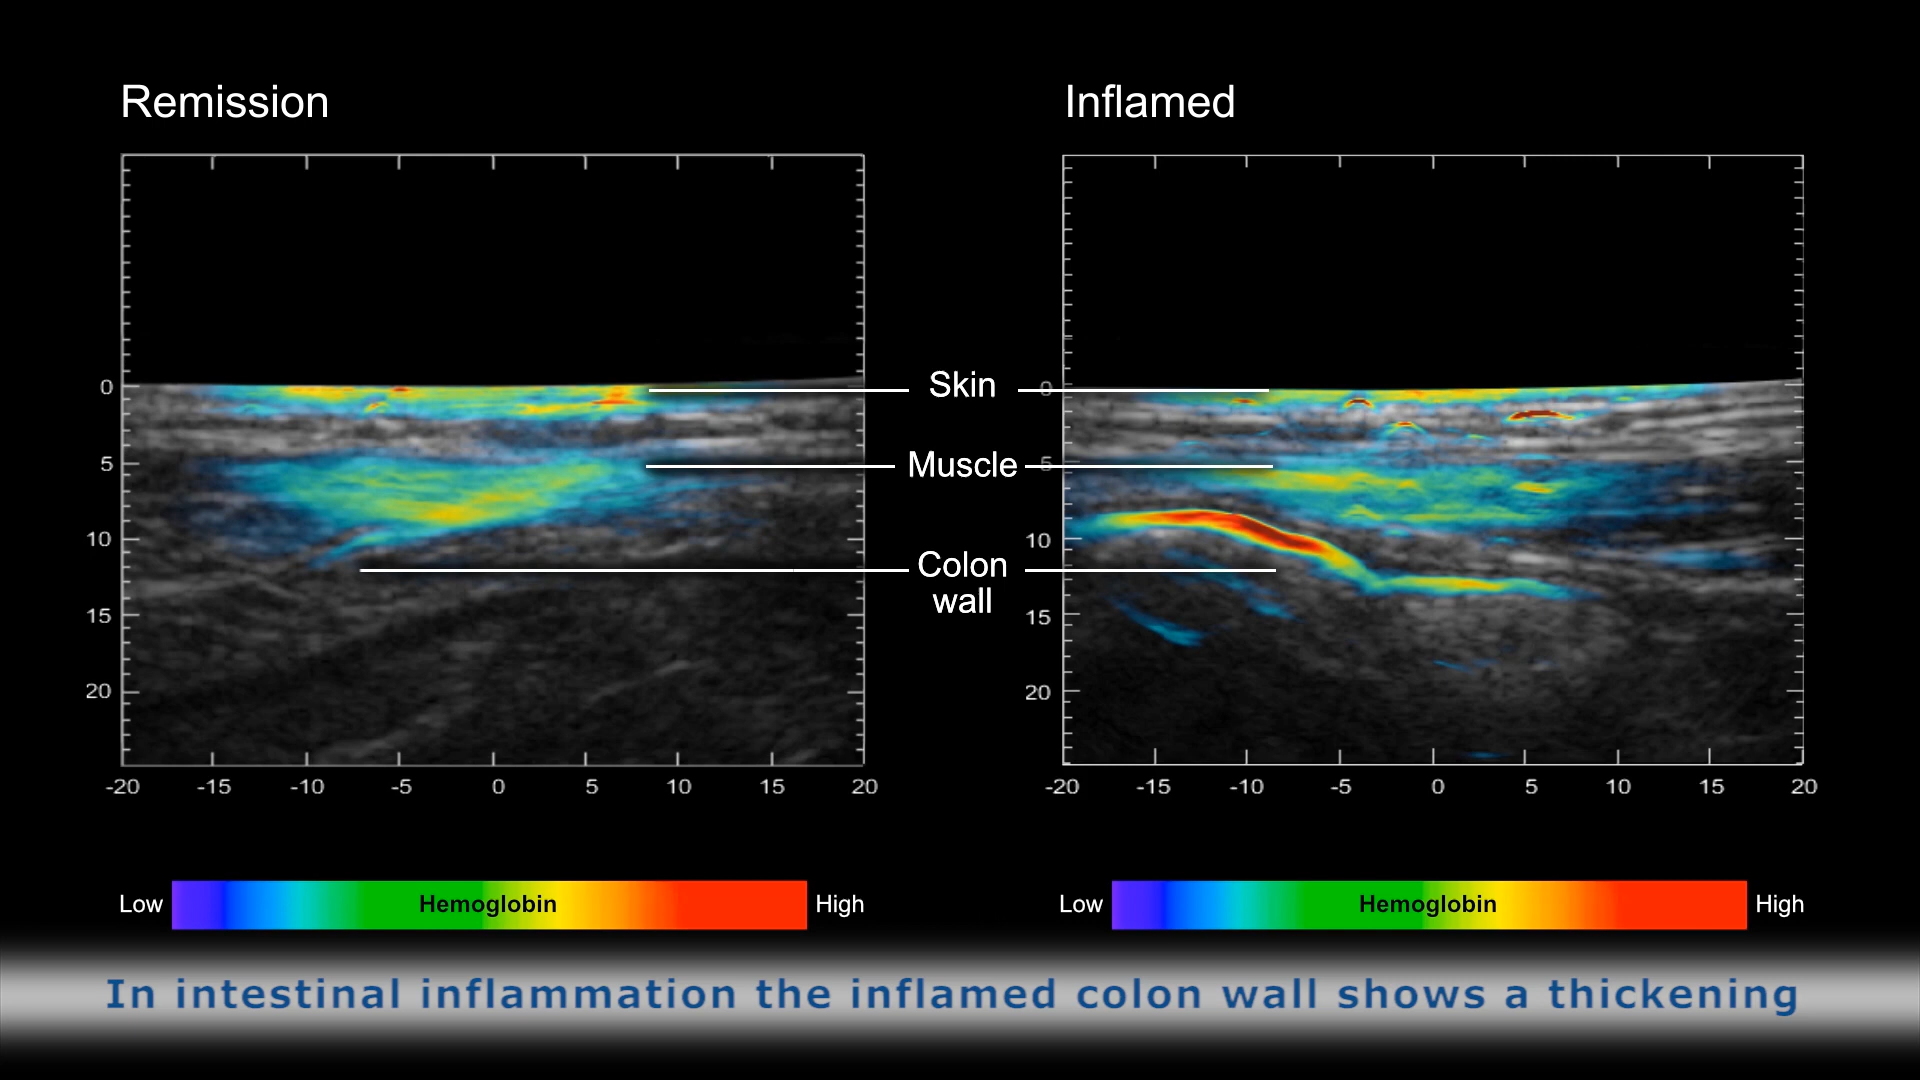 Remission
Inflamed
0
5
10
15
20
-20 -15 -10 -5 0 5 10 15 20
Skin
Muscle
Colon
wall
0
5
10
15
20
-20 -15 -10 -5 0 5 10 15 20
Low Hemoglobin High
Low Hemoglobin High
In intestinal inflammation the inflamed colon wall shows a thickening